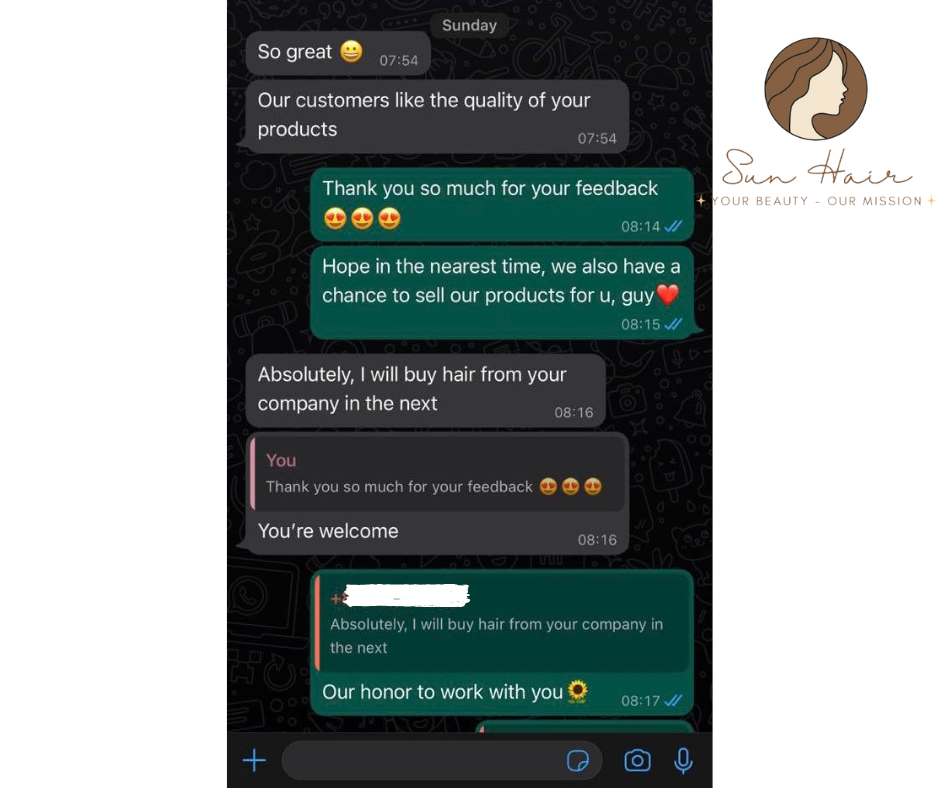 Sunday
So great 😀 07:54
Our customers like the quality of your
products 07:54
Thank you so much for your feedback
😍😍😍 08:14
Hope in the nearest time, we also have a
chance to sell our products for u, guy❤️
08:15
Absolutely, I will buy hair from your
company in the next 08:16
You
Thank you so much for your feedback 😍😍😍
You're welcome 08:16
Absolutely, I will buy hair from your company in
the next
Our honor to work with you🌻 08:17
Sun Hair
YOUR BEAUTY - OUR MISSION